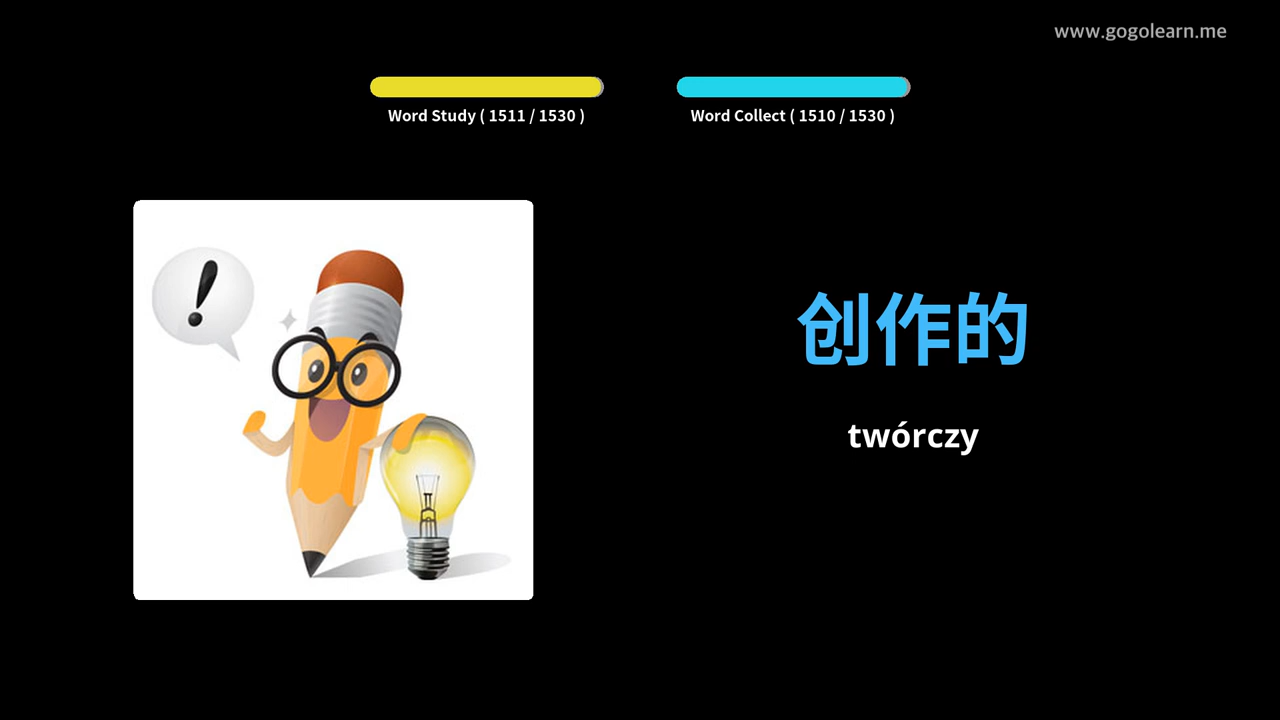 www.gogolearn.me
Word Study ( 1511 / 1530 )
Word Collect ( 1510 / 1530 )
!
创作的
twórczy